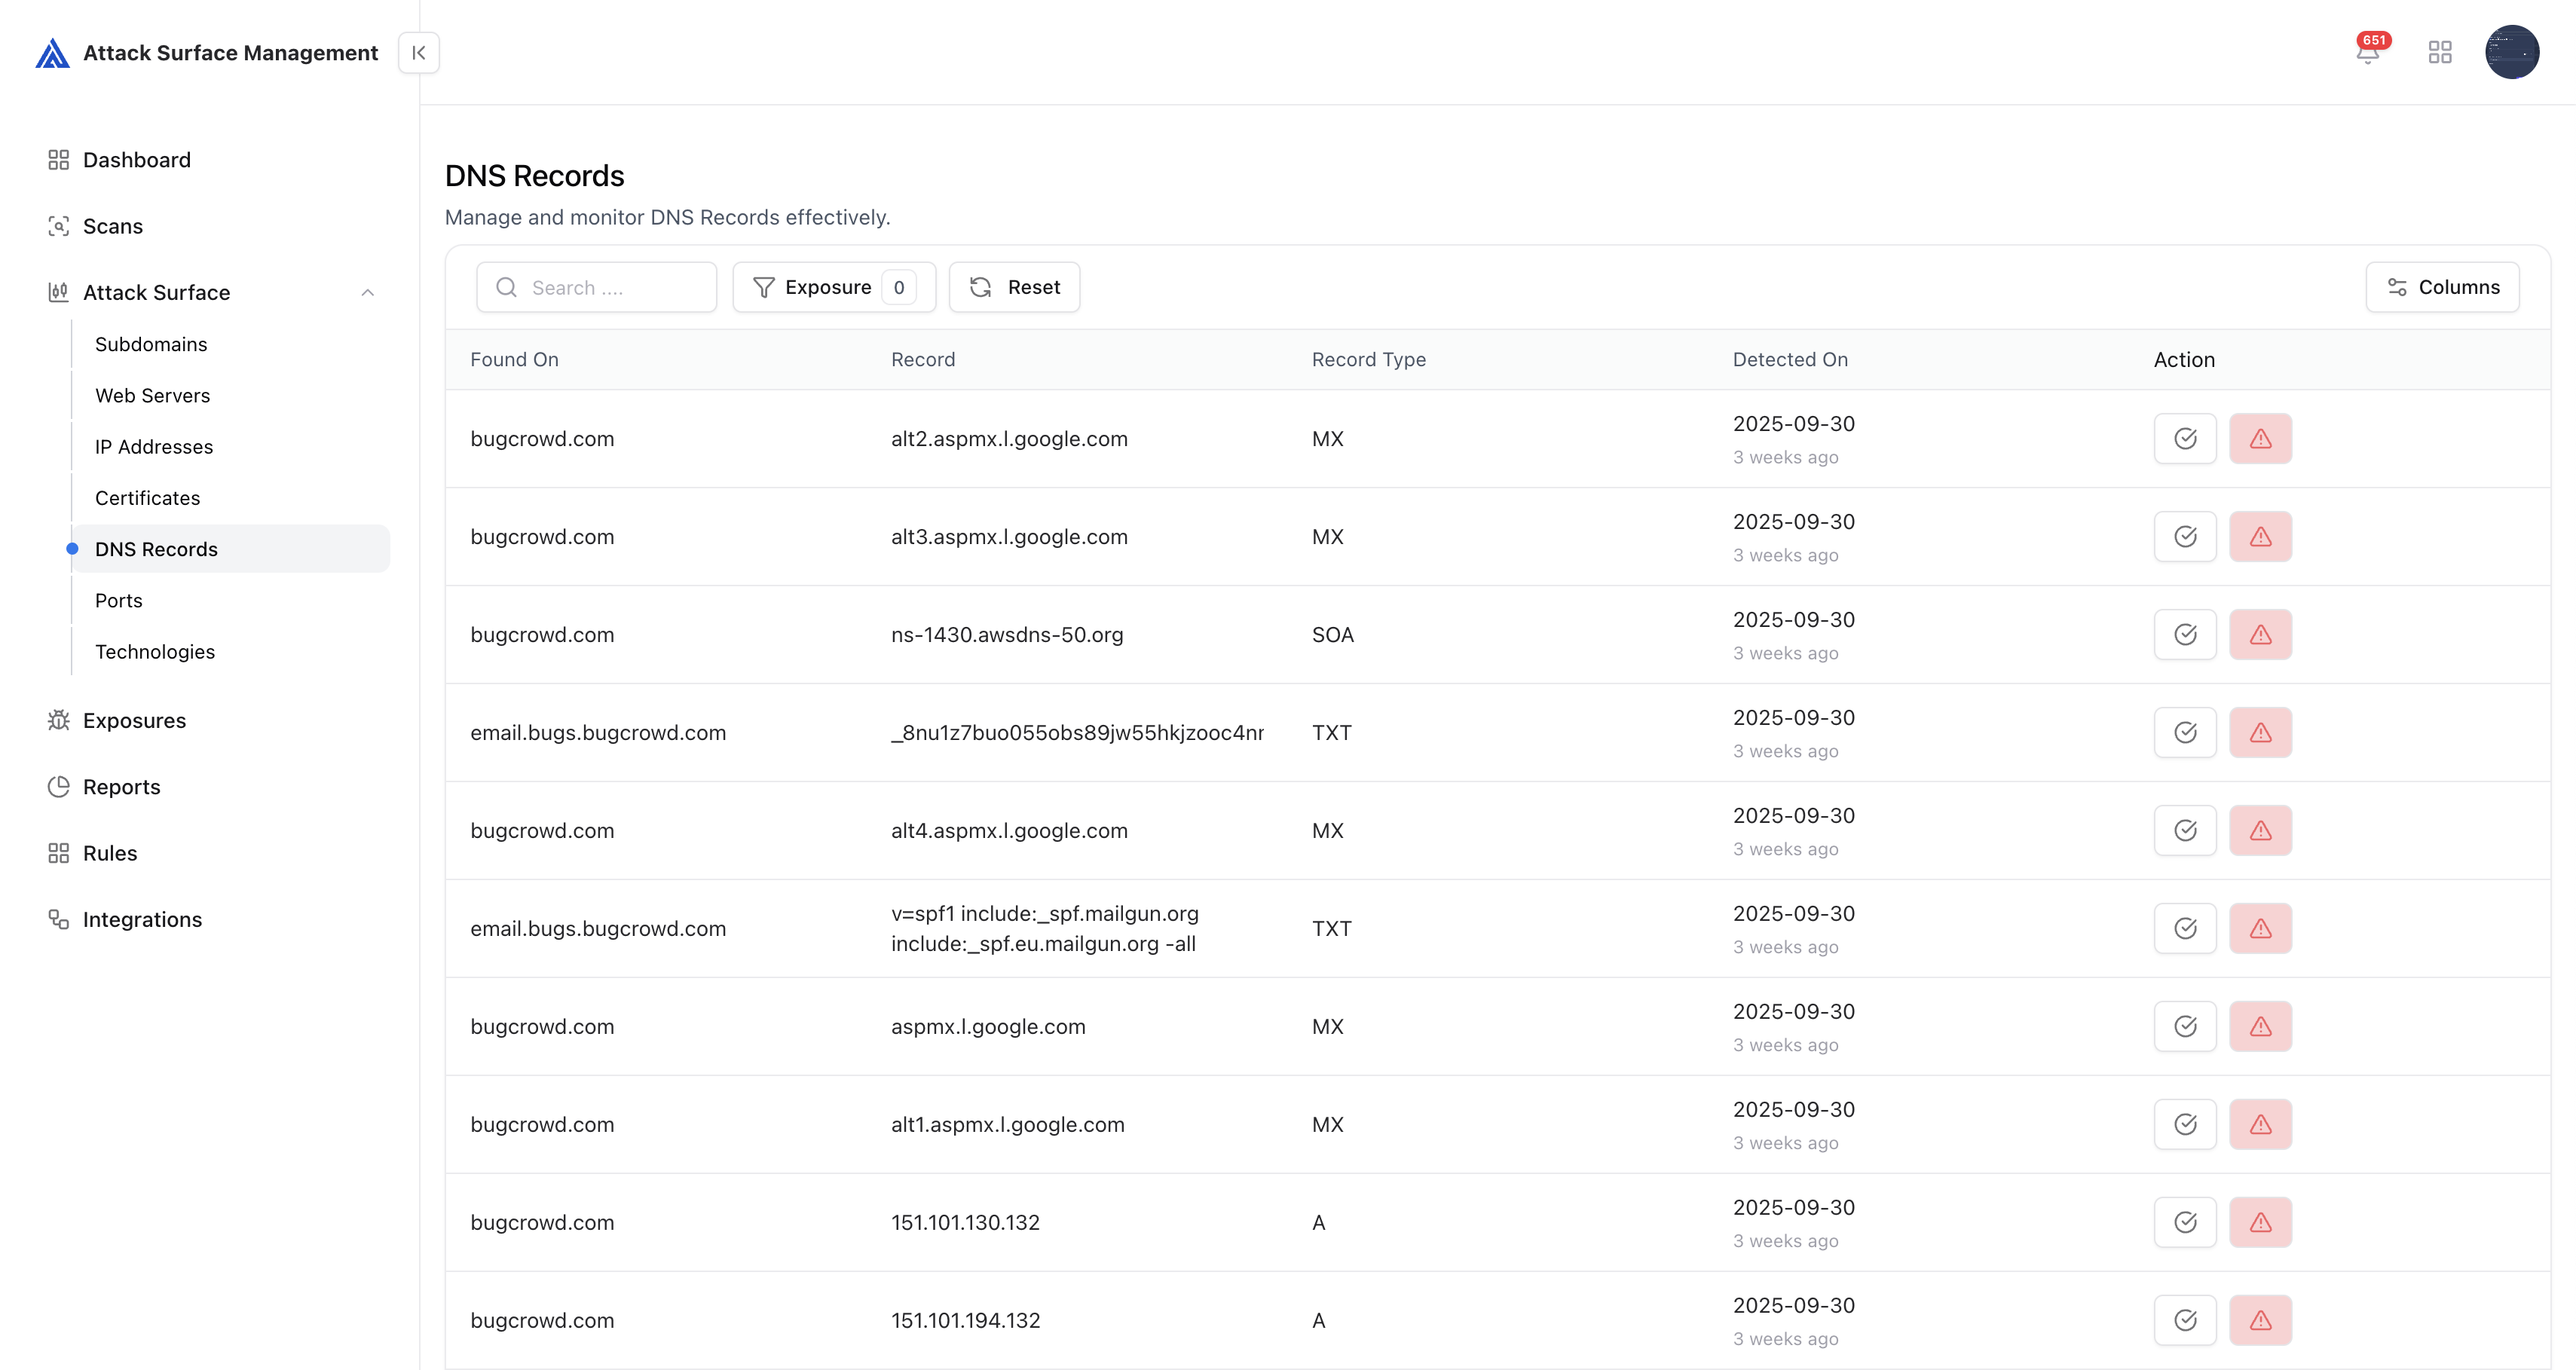 Attack Surface Management
651
Dashboard
Scans
Attack Surface
Subdomains
Web Servers
IP Addresses
Certificates
DNS Records
Ports
Technologies
Exposures
Reports
Rules
Integrations
DNS Records
Manage and monitor DNS Records effectively.
Search ....
Exposure 0
Reset
Columns
Found On Record Record Type Detected On Action
bugcrowd.com alt2.aspmx.l.google.com MX 2025-09-30
3 weeks ago
bugcrowd.com alt3.aspmx.l.google.com MX 2025-09-30
3 weeks ago
bugcrowd.com ns-1430.awsdns-50.org SOA 2025-09-30
3 weeks ago
email.bugs.bugcrowd.com _8nu1z7buo055obs89jw55hkjzooc4nr TXT 2025-09-30
3 weeks ago
bugcrowd.com alt4.aspmx.l.google.com MX 2025-09-30
3 weeks ago
email.bugs.bugcrowd.com v=spf1 include:_spf.mailgun.org
include:_spf.eu.mailgun.org -all TXT 2025-09-30
3 weeks ago
bugcrowd.com aspmx.l.google.com MX 2025-09-30
3 weeks ago
bugcrowd.com alt1.aspmx.l.google.com MX 2025-09-30
3 weeks ago
bugcrowd.com 151.101.130.132 A 2025-09-30
3 weeks ago
bugcrowd.com 151.101.194.132 A 2025-09-30
3 weeks ago